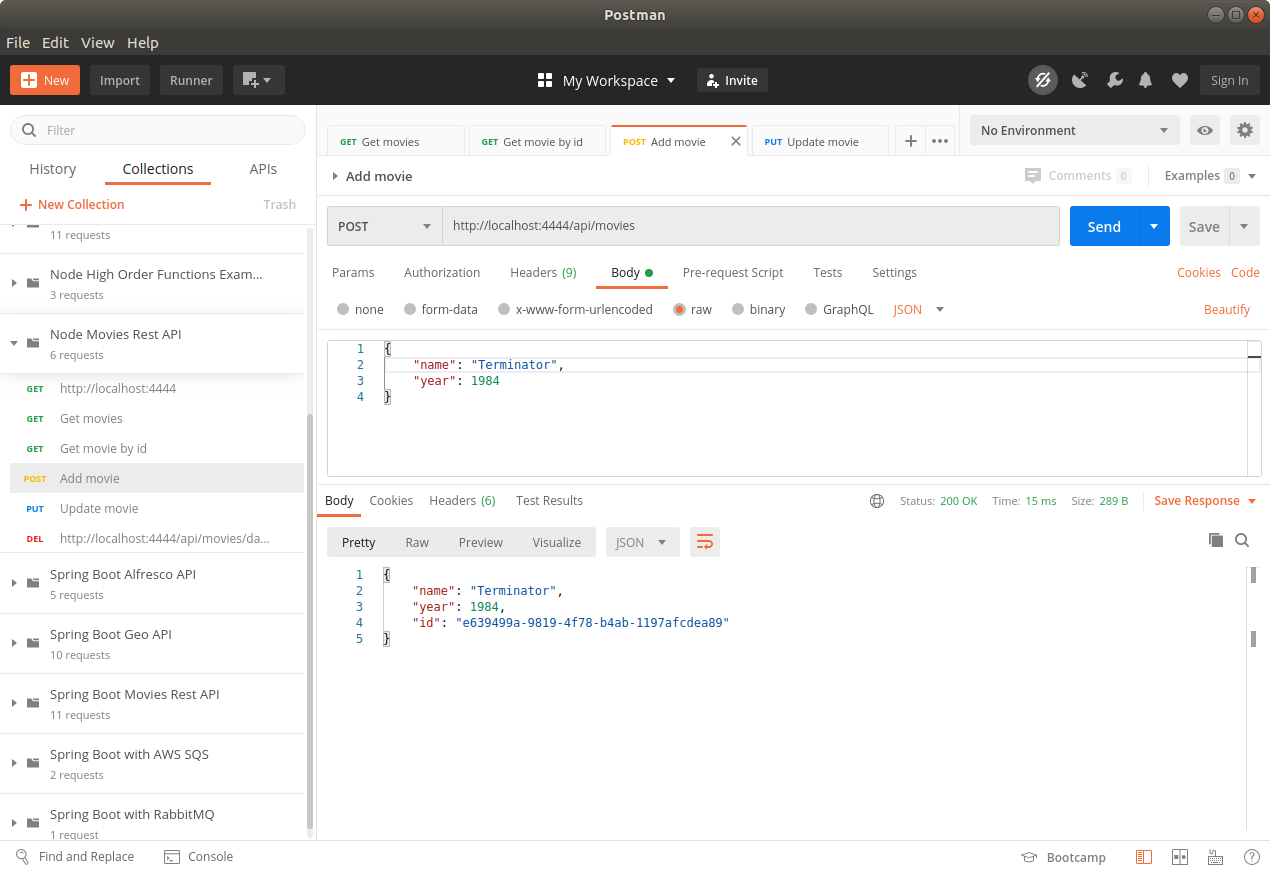 Postman
File Edit View Help
New Import Runner My Workspace Invite Sign In
Filter
History Collections APIs
New Collection Trash
11 requests
Node High Order Functions Exam...
3 requests
Node Movies Rest API
6 requests
GET http://localhost:4444
GET Get movies
GET Get movie by id
POST Add movie
PUT Update movie
DEL http://localhost:4444/api/movies/da...
Spring Boot Alfresco API
5 requests
Spring Boot Geo API
10 requests
Spring Boot Movies Rest API
11 requests
Spring Boot with AWS SQS
2 requests
Spring Boot with RabbitMQ
1 request
GET Get movies GET Get movie by id POST Add movie PUT Update movie No Environment
Add movie Comments 0 Examples 0
POST http://localhost:4444/api/movies Send Save
Params Authorization Headers (9) Body Pre-request Script Tests Settings Cookies Code
none form-data x-www-form-urlencoded raw binary GraphQL JSON Beautify
1 {
2 "name": "Terminator",
3 "year": 1984
4 }
Body Cookies Headers (6) Test Results Status: 200 OK Time: 15 ms Size: 289 B Save Response
Pretty Raw Preview Visualize JSON
1 {
2 "name": "Terminator",
3 "year": 1984,
4 "id": "e639499a-9819-4f78-b4ab-1197afcdea89"
5 }
Find and Replace Console Bootcamp